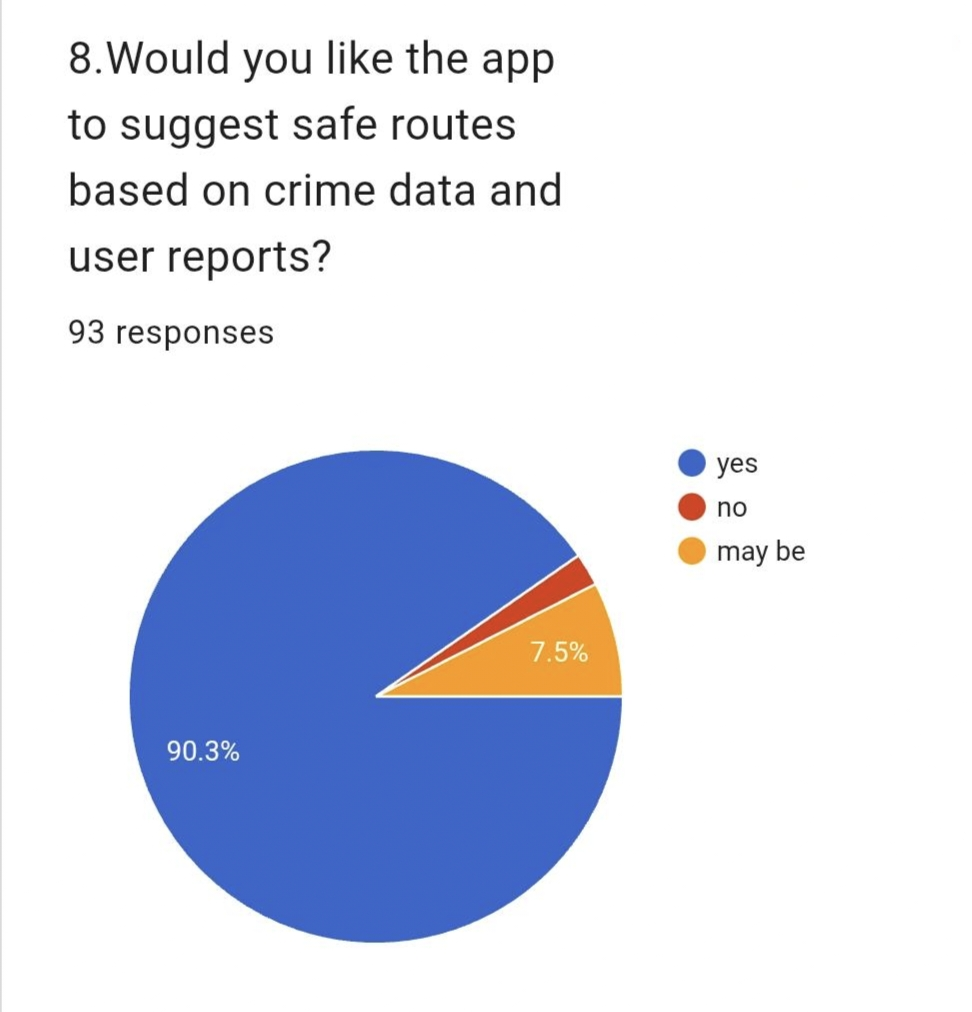 8.Would you like the app
to suggest safe routes
based on crime data and
user reports?
93 responses
yes
no
may be
7.5%
90.3%